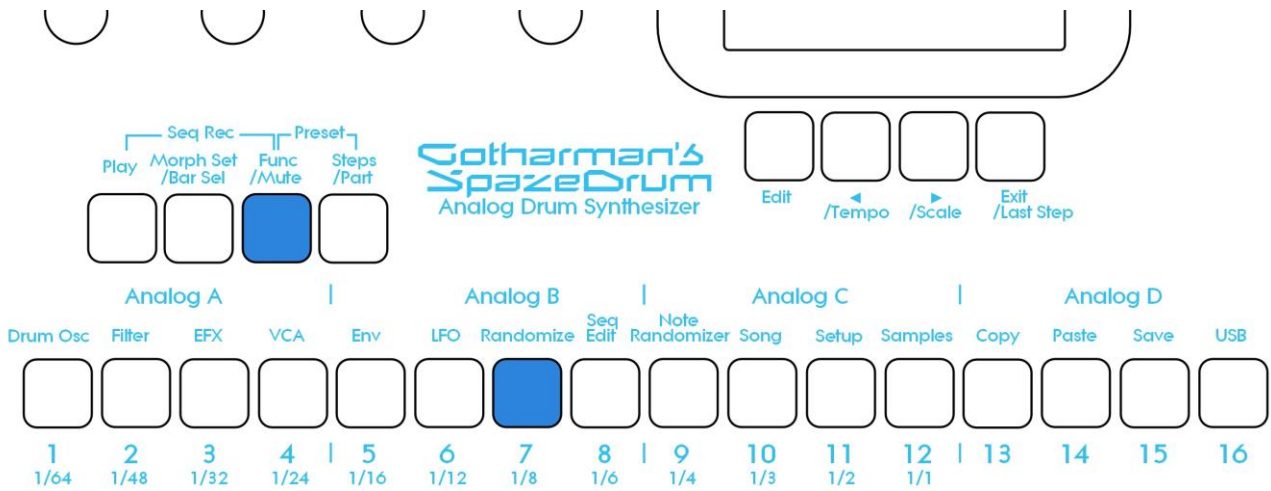 Seq Rec Preset
Play Morph Set /Bar Sel Func /Mute Steps /Part
Gotharman's
SpazeDrum
Analog Drum Synthesizer
Edit ◄ /Tempo ► /Scale Exit /Last Step
Analog A | Analog B | Analog C | Analog D
Drum Osc Filter EFX VCA Env LFO Randomize Seq Edit Note Randomizer Song Setup Samples Copy Paste Save USB
1 2 3 4 | 5 6 7 8 | 9 10 11 12 | 13 14 15 16
1/64 1/48 1/32 1/24 1/16 1/12 1/8 1/6 1/4 1/3 1/2 1/1